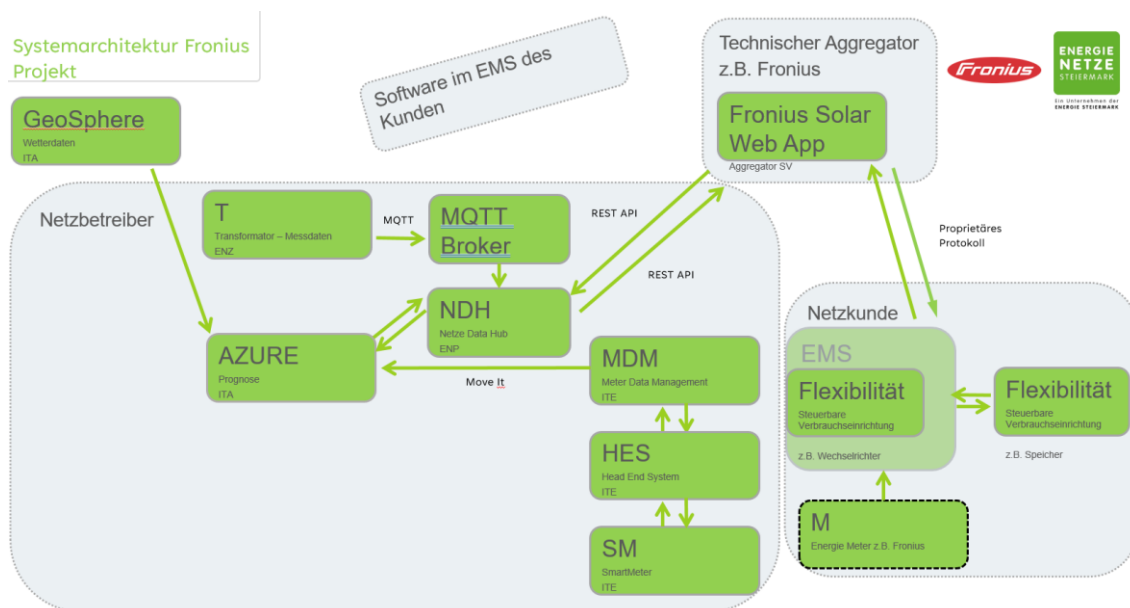 Systemarchitektur Fronius
Projekt
Software im EMS des
Kunden
Technischer Aggregator
z.B. Fronius
Fronius Solar
Web App
Aggregator SV
Fronius
ENERGIE
NETZE
STEIERMARK
Ein Unternehmen der
ENERGIE STEIERMARK
GeoSphere
Wetterdaten
ITA
Netzbetreiber
T
Transformator – Messdaten
ENZ
MQTT
MQTT
Broker
REST API
REST API
Proprietäres
Protokoll
NDH
Netze Data Hub
ENP
AZURE
Prognose
ITA
Move It
MDM
Meter Data Management
ITE
HES
Head End System
ITE
SM
SmartMeter
ITE
Netzkunde
EMS
Flexibilität
Steuerbare
Verbrauchseinrichtung
z.B. Wechselrichter
Flexibilität
Steuerbare
Verbrauchseinrichtung
z.B. Speicher
M
Energie Meter z.B. Fronius